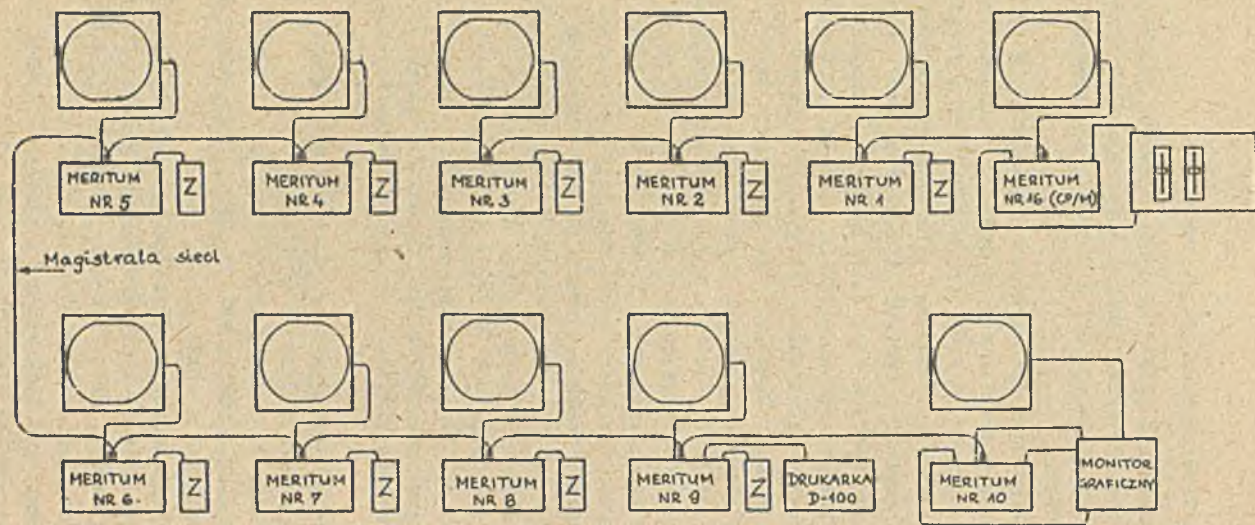 MERITUM
NR 5
Z
MERITUM
NR 4
Z
MERITUM
NR 3
Z
MERITUM
NR 2
Z
MERITUM
NR 1
Z
MERITUM
NR 16 (CP/M)
Magistrala sieci
MERITUM
NR 6
Z
MERITUM
NR 7
Z
MERITUM
NR 8
Z
MERITUM
NR 9
Z
DRUKARKA
D-100
MERITUM
NR 10
MONITOR
GRAFICZNY